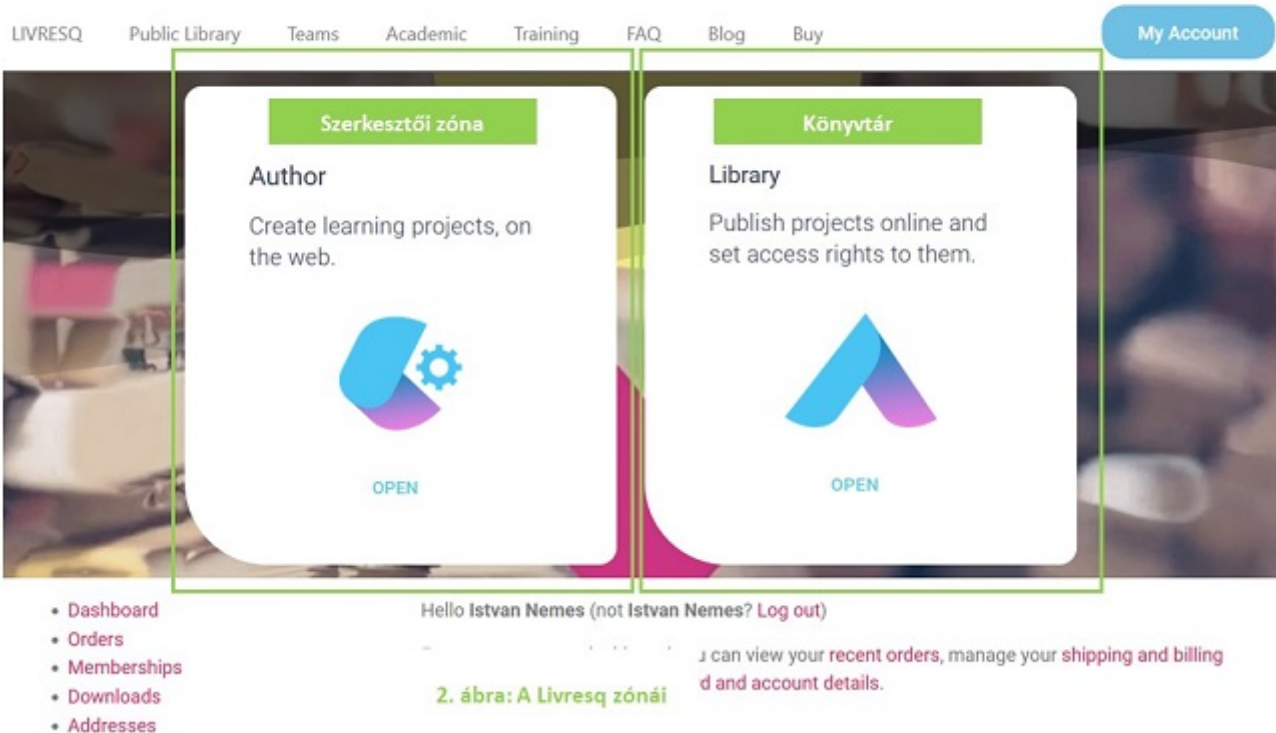 LIVRESQ Public Library Teams Academic Training FAQ Blog Buy My Account
Szerkesztői zóna
Author
Create learning projects, on
the web.
OPEN
Könyvtár
Library
Publish projects online and
set access rights to them.
OPEN
• Dashboard
• Orders
• Memberships
• Downloads
• Addresses
Hello Istvan Nemes (not Istvan Nemes? Log out)
can view your recent orders, manage your shipping and billing
d and account details.
2. ábra: A Livresq zónái